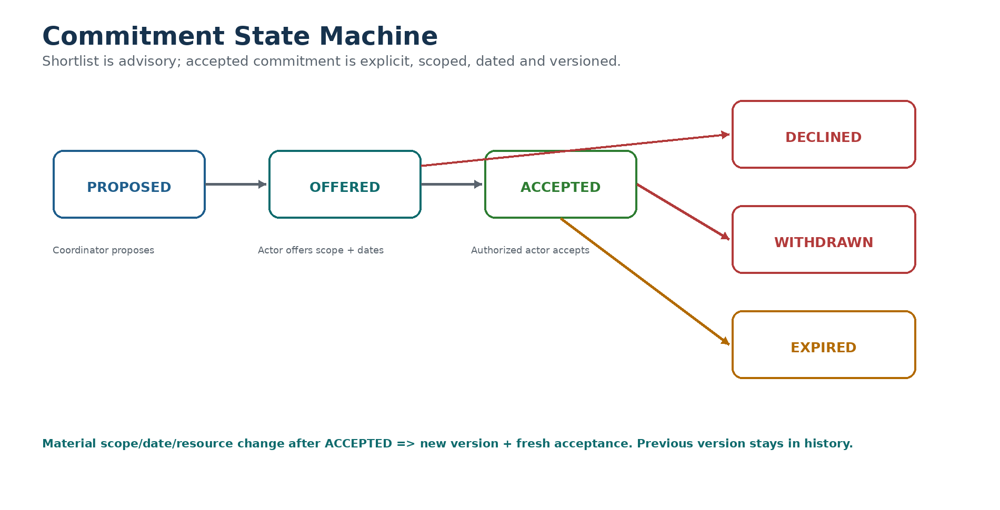 Commitment State Machine
Shortlist is advisory; accepted commitment is explicit, scoped, dated and versioned.
DECLINED
PROPOSED
OFFERED
ACCEPTED
WITHDRAWN
Coordinator proposes
Actor offers scope + dates
Authorized actor accepts
EXPIRED
Material scope/date/resource change after ACCEPTED => new version + fresh acceptance. Previous version stays in history.